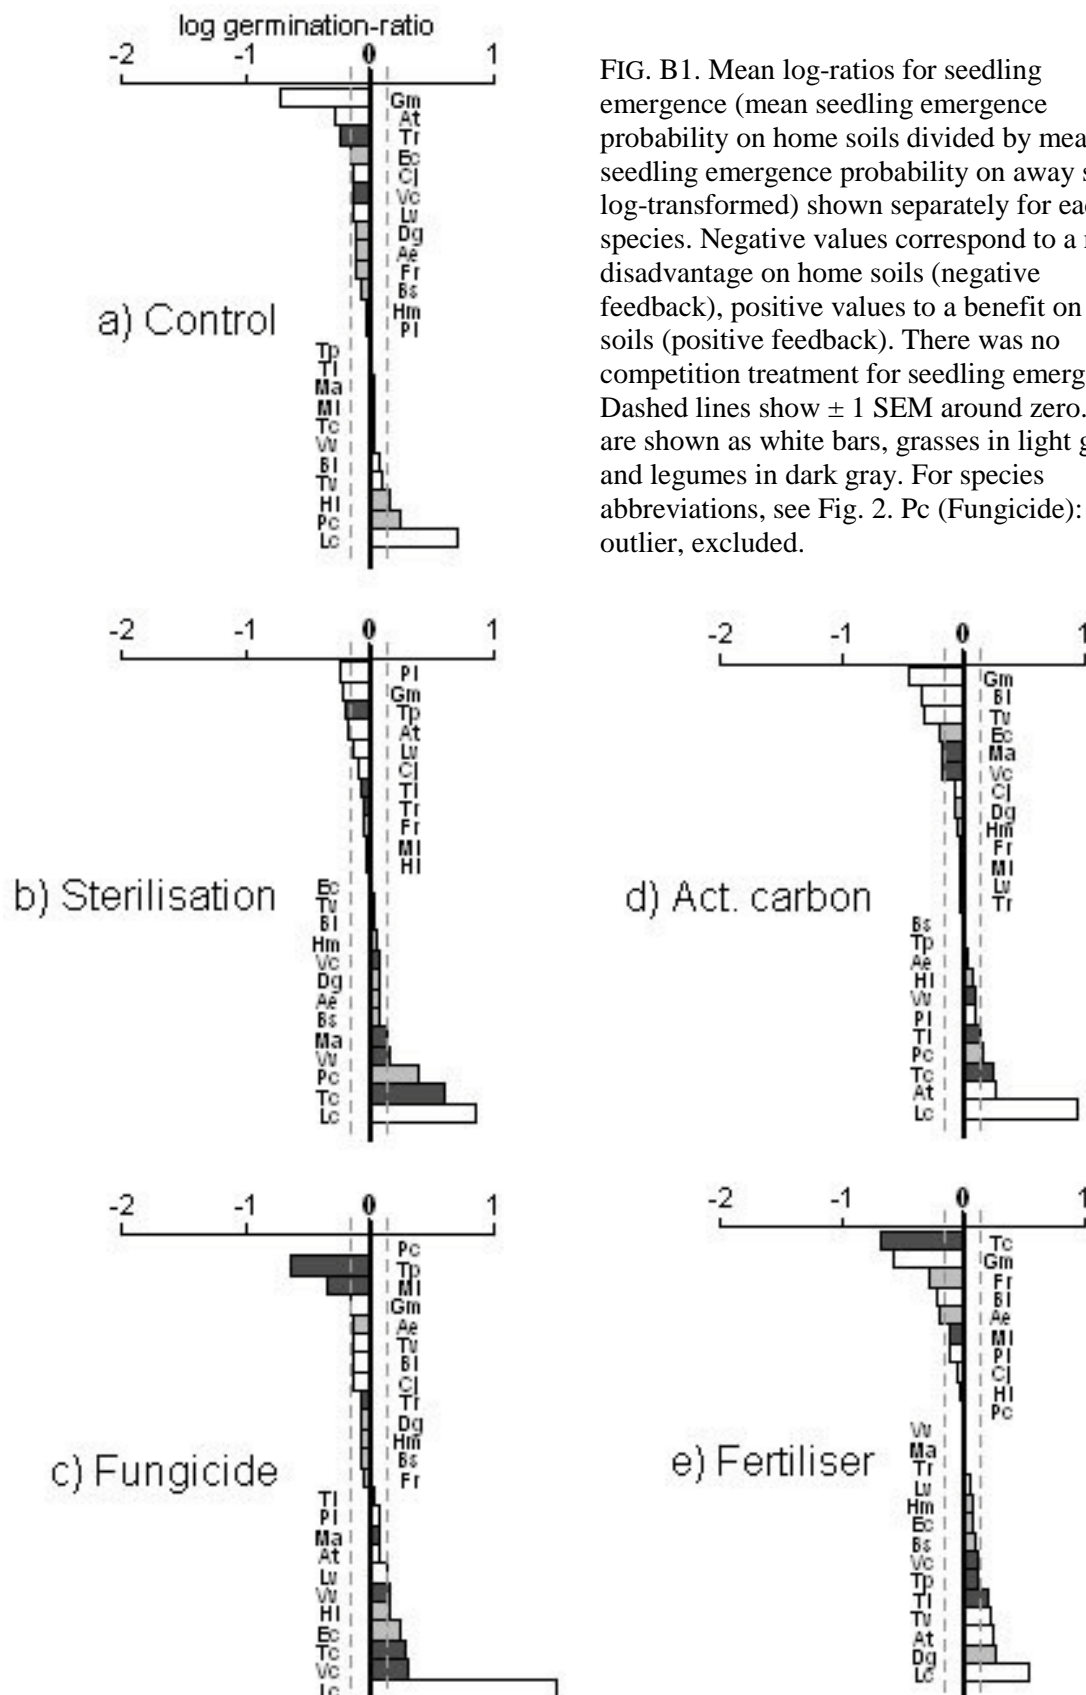 log germination-ratio
-2 -1 0 1
Gm
At
Tr
Ec
Cj
Vc
Lv
Dg
Ae
Fr
Bs
Hm
Pl
a) Control
Tp
Tl
Ma
Ml
Tc
Vv
Bl
Tv
Hl
Pc
Lc
FIG. B1. Mean log-ratios for seedling
emergence (mean seedling emergence
probability on home soils divided by mea
seedling emergence probability on away s
log-transformed) shown separately for eac
species. Negative values correspond to a r
disadvantage on home soils (negative
feedback), positive values to a benefit on
soils (positive feedback). There was no
competition treatment for seedling emerg
Dashed lines show ± 1 SEM around zero.
are shown as white bars, grasses in light g
and legumes in dark gray. For species
abbreviations, see Fig. 2. Pc (Fungicide):
outlier, excluded.
-2 -1 0 1
Pl
Gm
Tp
At
Lv
Cj
Tl
Tr
Fr
Ml
Hl
b) Sterilisation
Ec
Tv
Bl
Hm
Vc
Dg
Ae
Bs
Ma
Vv
Pc
Tc
Lc
-2 -1 0 1
Gm
Bl
Tv
Ec
Ma
Vc
Cj
Dg
Hm
Fr
Ml
Lv
Tr
d) Act. carbon
Bs
Tp
Ae
Hl
Vv
Pl
Tl
Pc
Tc
At
Lc
-2 -1 0 1
Pc
Tp
Ml
Gm
Ae
Tv
Bl
Cj
Tr
Dg
Hm
Bs
Fr
c) Fungicide
Tl
Pl
Ma
At
Lv
Vv
Hl
Ec
Tc
Vc
Lc
-2 -1 0 1
Tc
Gm
Fr
Bl
Ae
Ml
Pl
Cj
Hl
Pc
e) Fertiliser
Vv
Ma
Tr
Lv
Hm
Ec
Bs
Vc
Tp
Tl
Tv
At
Dg
Lc